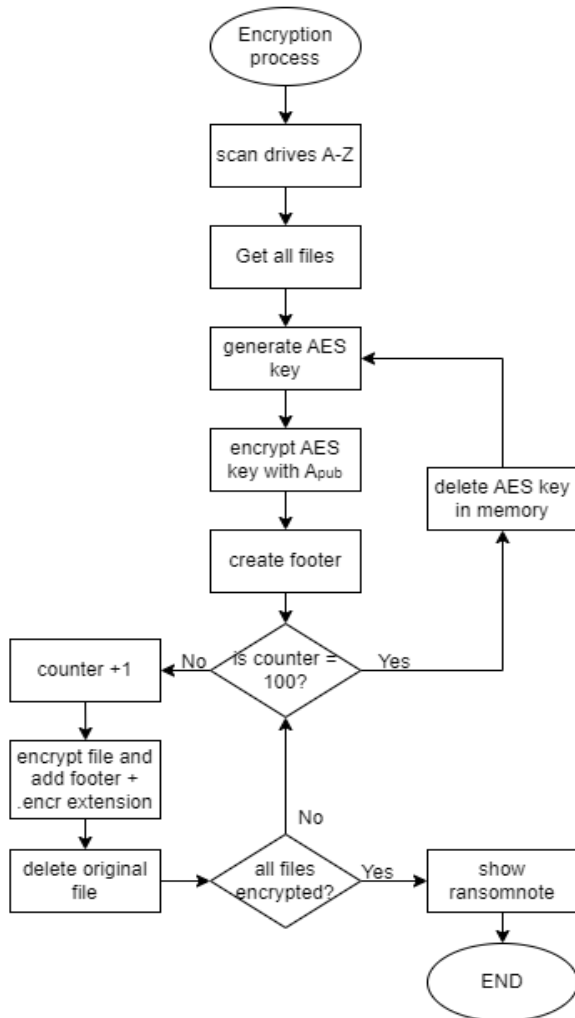 Encryption
process
scan drives A-Z
Get all files
generate AES
key
encrypt AES
key with Apub
delete AES key
in memory
create footer
is counter =
100?
No
Yes
counter +1
encrypt file and
add footer +
.encr extension
No
delete original
file
all files
encrypted?
Yes
show
ransomnote
END